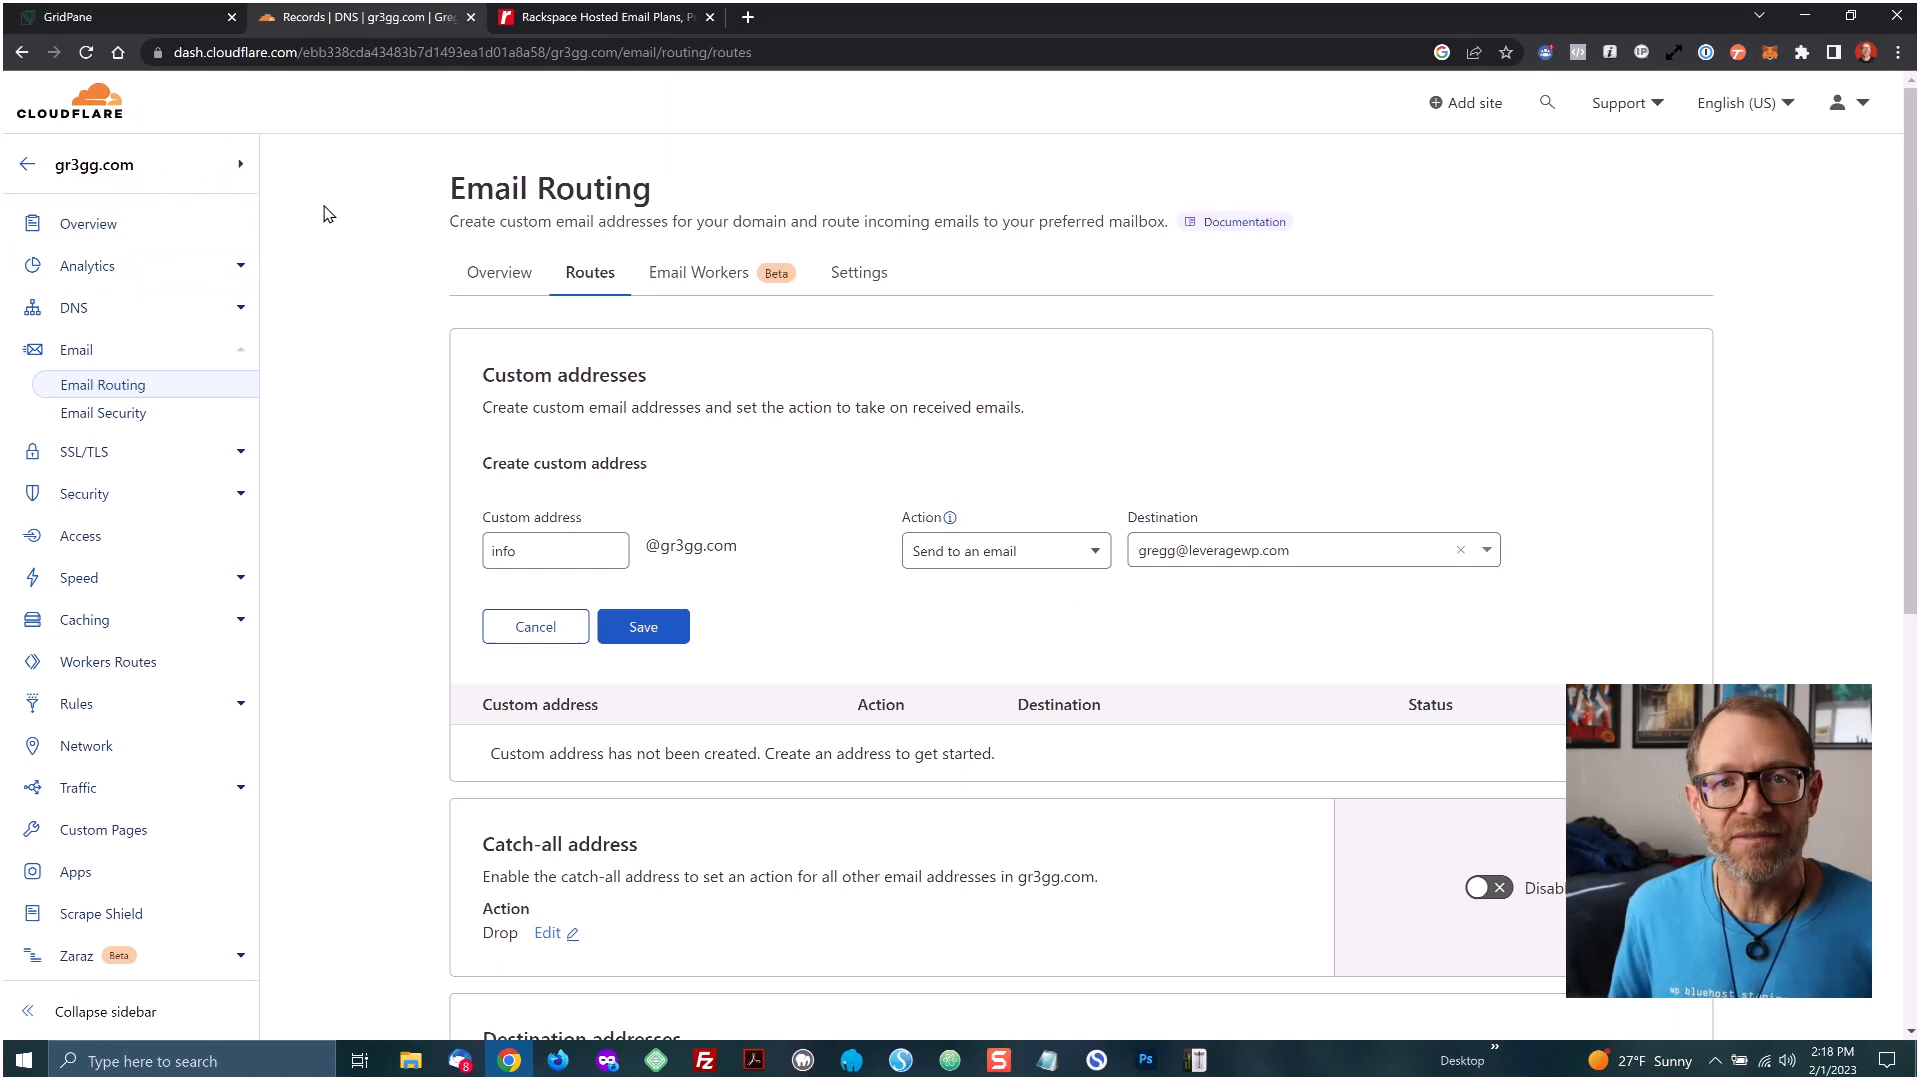 GridPane
Records | DNS | gr3gg.com | Greg
Rackspace Hosted Email Plans, P
dash.cloudflare.com/ebb338cda43483b7d1493ea1d01a8a58/gr3gg.com/email/routing/routes
CLOUDFLARE
Add site
Support
English (US)
gr3gg.com
Overview
Analytics
DNS
Email
Email Routing
Email Security
SSL/TLS
Security
Access
Speed
Caching
Workers Routes
Rules
Network
Traffic
Custom Pages
Apps
Scrape Shield
Zaraz Beta
Collapse sidebar
Email Routing
Create custom email addresses for your domain and route incoming emails to your preferred mailbox. Documentation
Overview Routes Email Workers Beta Settings
Custom addresses
Create custom email addresses and set the action to take on received emails.
Create custom address
Custom address Action Destination
info @gr3gg.com Send to an email gregg@leveragewp.com
Cancel Save
Custom address Action Destination Status
Custom address has not been created. Create an address to get started.
Catch-all address
Enable the catch-all address to set an action for all other email addresses in gr3gg.com.
Action
Drop Edit
Disabl
Destination addresses
wp bluehost
Type here to search
8
Ps
Desktop
27°F Sunny
2:18 PM
2/1/2023